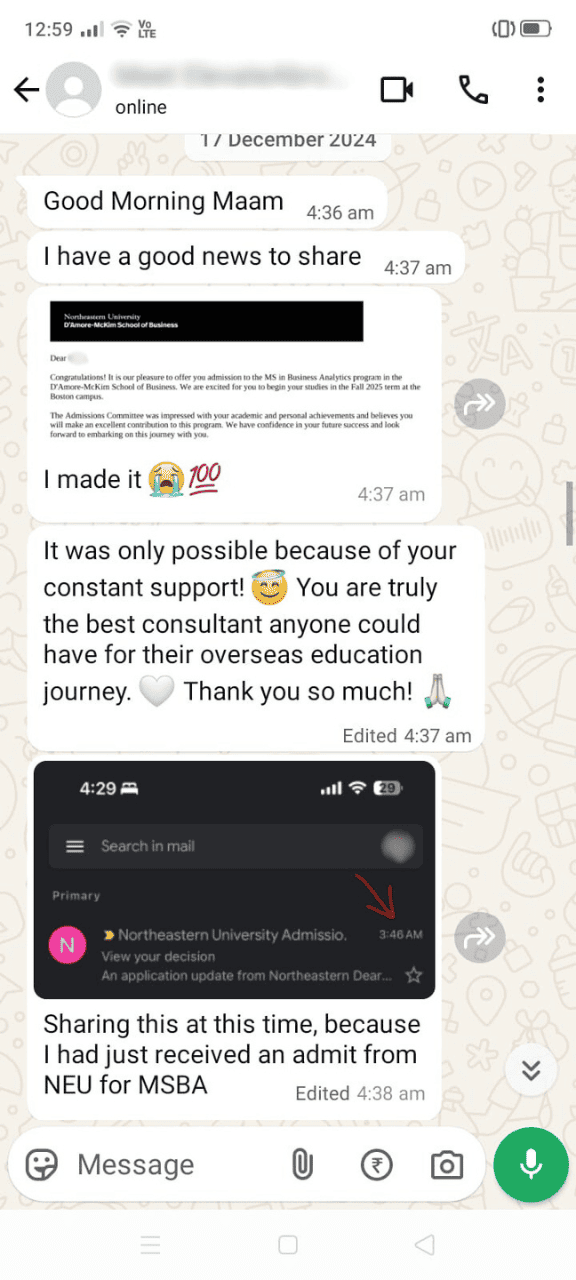 12:59
Vo
LTE
online
17 December 2024
Good Morning Maam 4:36 am
I have a good news to share 4:37 am
Northeastern University
D'Amore-McKim School of Business
Dear
Congratulations! It is our pleasure to offer you admission to the MS in Business Analytics program in the
D'Amore-McKim School of Business. We are excited for you to begin your studies in the Fall 2025 term at the
Boston campus.
The Admissions Committee was impressed with your academic and personal achievements and believes you
will make an excellent contribution to this program. We have confidence in your future success and look
forward to embarking on this journey with you.
I made it 😭💯
4:37 am
It was only possible because of your
constant support! 😇 You are truly
the best consultant anyone could
have for their overseas education
journey. 🤍 Thank you so much! 🙏
Edited 4:37 am
4:29
29
Search in mail
Primary
N
Northeastern University Admissio. 3:46 AM
View your decision
An application update from Northeastern Dear...
Sharing this at this time, because
I had just received an admit from
NEU for MSBA Edited 4:38 am
Message
₹